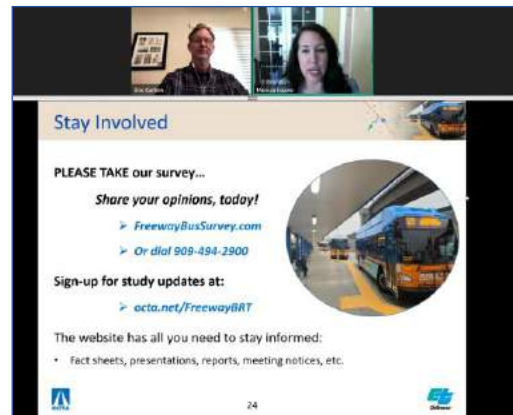 Stay Involved
PLEASE TAKE our survey...
Share your opinions, today!
➢ FreewayBusSurvey.com
➢ Or dial 909-494-2900
Sign-up for study updates at:
➢ octa.net/FreewayBRT
The website has all you need to stay informed:
• Fact sheets, presentations, reports, meeting notices, etc.
OCTA
24